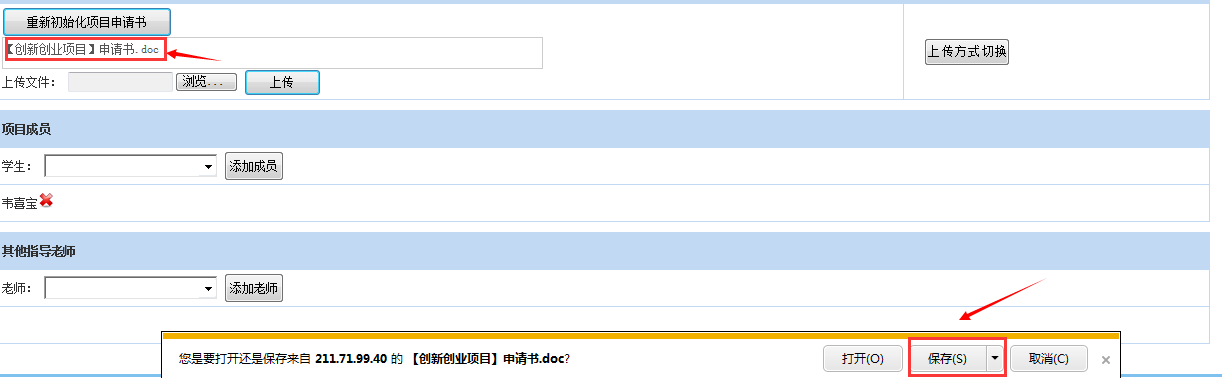 重新初始化项目申请书
【创新创业项目】申请书.doc
上传方式切换
上传文件: 浏览... 上传
项目成员
学生: 添加成员
韦喜宝
其他指导老师
老师: 添加老师
您是要打开还是保存来自 211.71.99.40 的 【创新创业项目】申请书.doc? 打开(O) 保存(S) 取消(C) ×